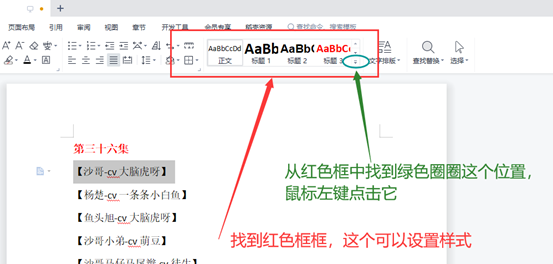 页面布局 引用 审阅 视图 章节 开发工具 会员专享 稻壳资源 查找命令、搜索模板
AaBbCcDd AaBb AaBb( AaBbC(
正文 标题 1 标题 2 标题 3 文字排版 查找替换 选择
第三十六集
【沙哥-cv 大脑虎呀】
【杨楚-cv 一条条小白鱼】
【鱼头旭-cv 大脑虎呀】
【沙哥小弟-cv 萌豆】
从红色框中找到绿色圈圈这个位置，
鼠标左键点击它
找到红色框框，这个可以设置样式